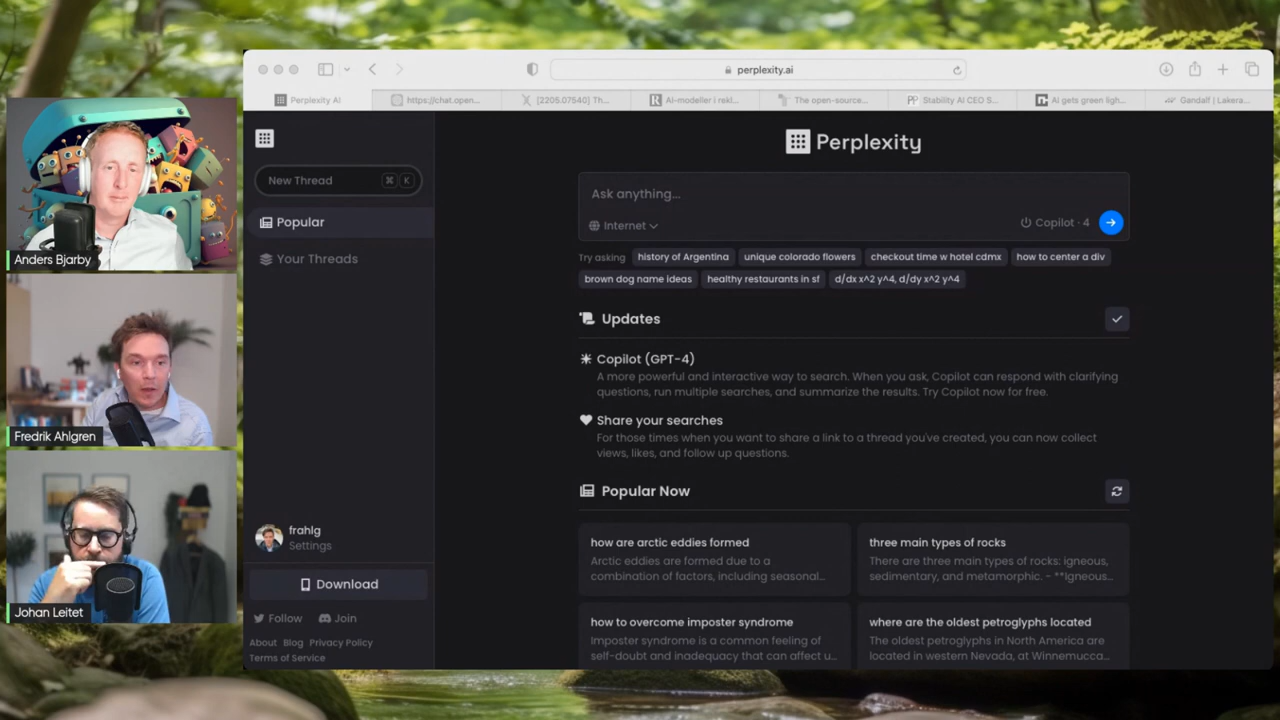 perplexity.ai
Perplexity AI
https://chat.open...
[2205.07540] Th...
AI-modeller i rekl...
The open-source...
Stability AI CEO S...
AI gets green ligh...
Gandalf | Lakera...
New Thread
⌘ K
Popular
Your Threads
frahlg
Settings
Download
Follow Join
About Blog Privacy Policy
Terms of Service
Perplexity
Ask anything...
Internet
Copilot · 4
Try asking history of Argentina unique colorado flowers checkout time w hotel cdmx how to center a div
brown dog name ideas healthy restaurants in sf d/dx x^2 y^4, d/dy x^2 y^4
Updates
Copilot (GPT-4)
A more powerful and interactive way to search. When you ask, Copilot can respond with clarifying
questions, run multiple searches, and summarize the results. Try Copilot now for free.
Share your searches
For those times when you want to share a link to a thread you've created, you can now collect
views, likes, and follow up questions.
Popular Now
how are arctic eddies formed
Arctic eddies are formed due to a
combination of factors, including seasonal...
three main types of rocks
There are three main types of rocks: igneous,
sedimentary, and metamorphic. - **Igneous...
how to overcome imposter syndrome
Imposter syndrome is a common feeling of
self-doubt and inadequacy that can affect u...
where are the oldest petroglyphs located
The oldest petroglyphs in North America are
located in western Nevada, at Winnemucca...
Anders Bjarby
Fredrik Ahlgren
Johan Leitet